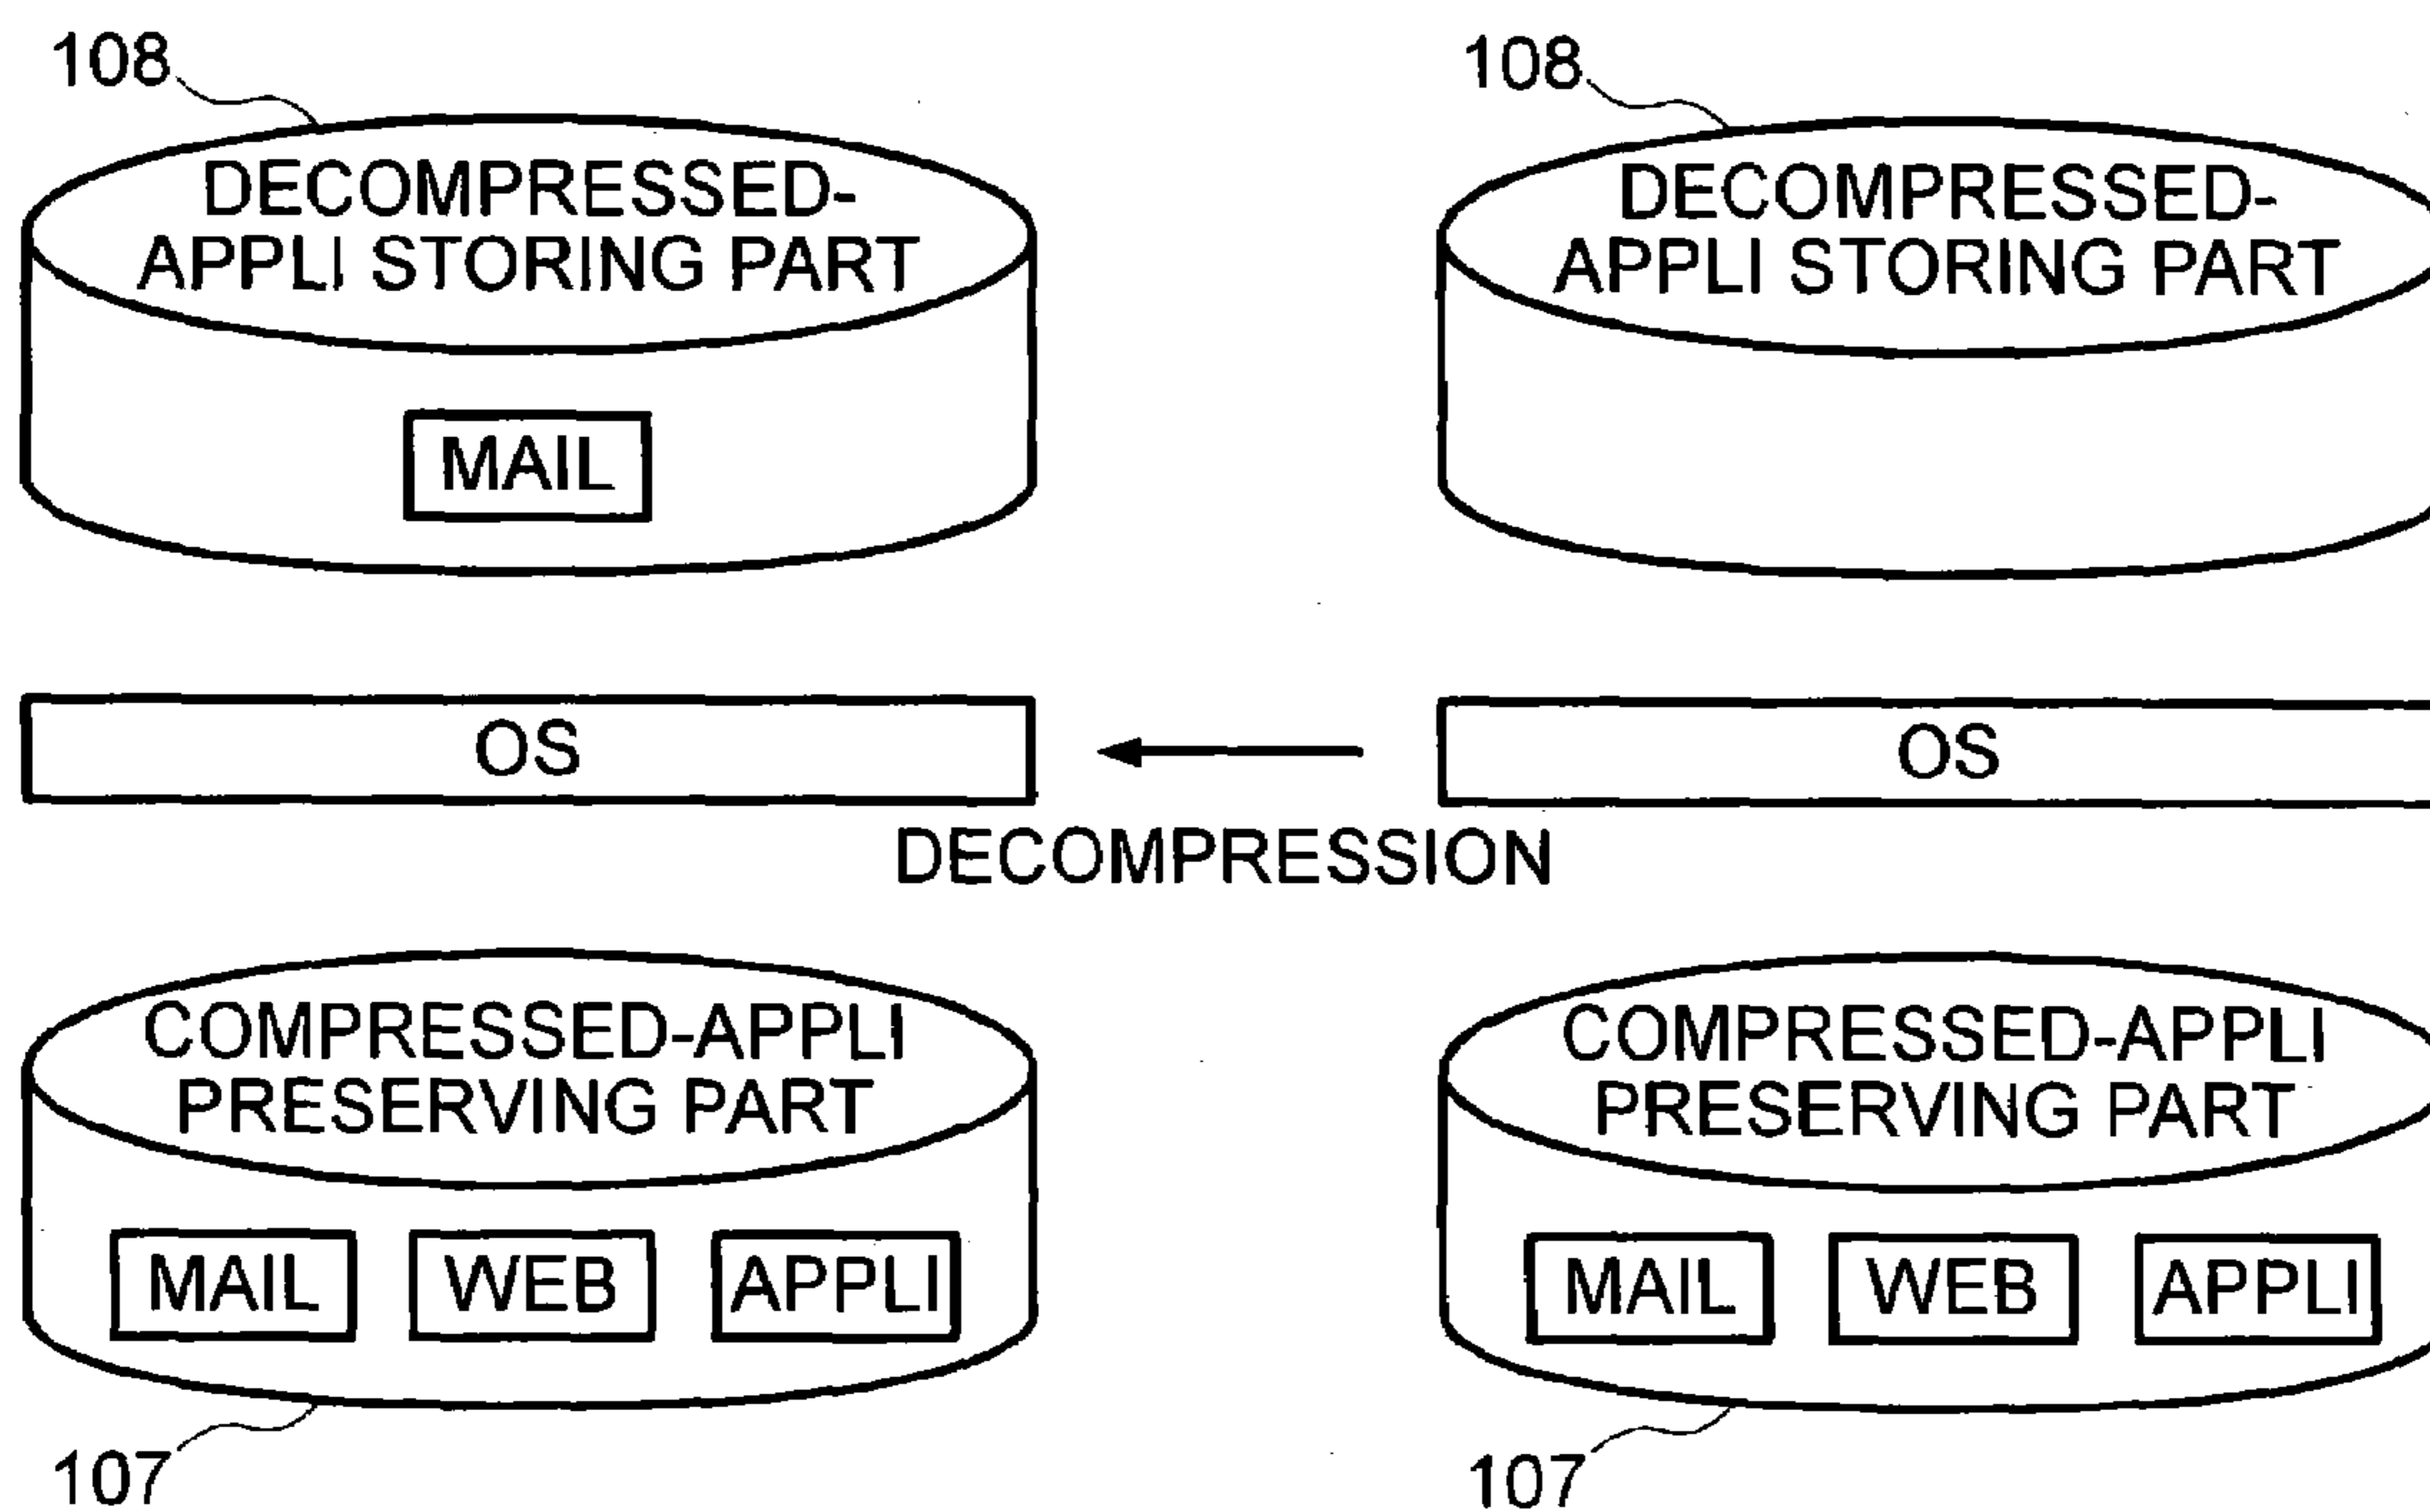 108
DECOMPRESSED-
APPLI STORING PART
MAIL
108
DECOMPRESSED-
APPLI STORING PART
OS
OS
DECOMPRESSION
COMPRESSED-APPLI
PRESERVING PART
MAIL WEB APPLI
107
COMPRESSED-APPLI
PRESERVING PART
MAIL WEB APPLI
107